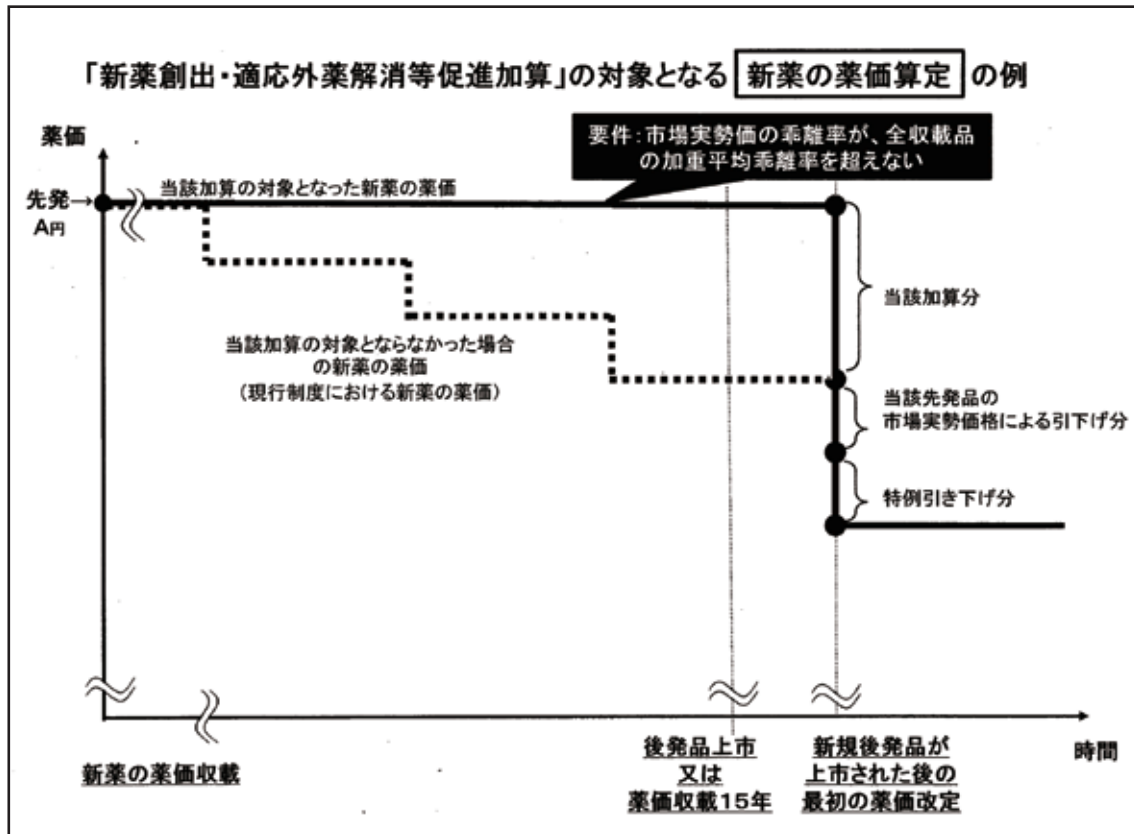 「新薬創出・適応外薬解消等促進加算」の対象となる 新薬の薬価算定 の例
薬価
要件：市場実勢価の乖離率が、全収載品
の加重平均乖離率を超えない
先発→
A円
当該加算の対象となった新薬の薬価
当該加算分
当該加算の対象とならなかった場合
の新薬の薬価
（現行制度における新薬の薬価）
当該先発品の
市場実勢価格による引下げ分
特例引き下げ分
新薬の薬価収載
後発品上市
又は
薬価収載15年
新規後発品が
上市された後の
最初の薬価改定
時間